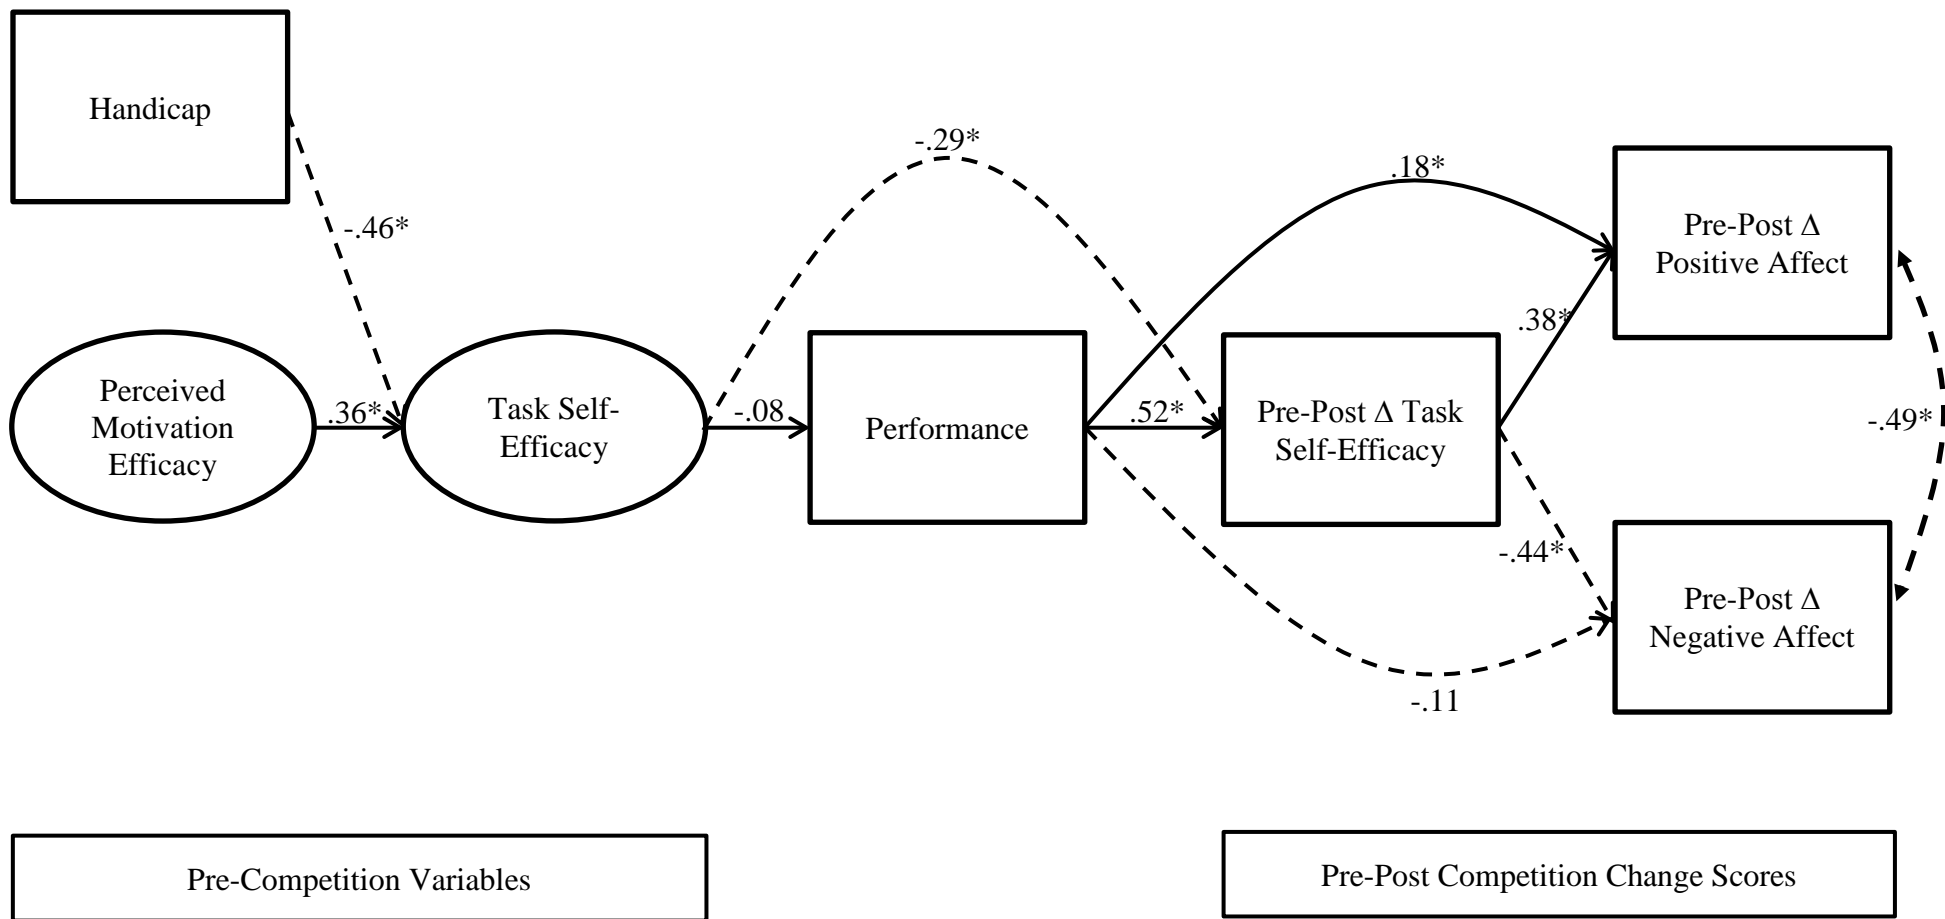 Handicap
-.46*
-.29*
.18*
Pre-Post Δ
Positive Affect
Perceived
Motivation
Efficacy
.36*
Task Self-
Efficacy
-.08
Performance
.52*
Pre-Post Δ Task
Self-Efficacy
.38*
-.49*
-.44*
Pre-Post Δ
Negative Affect
-.11
Pre-Competition Variables
Pre-Post Competition Change Scores